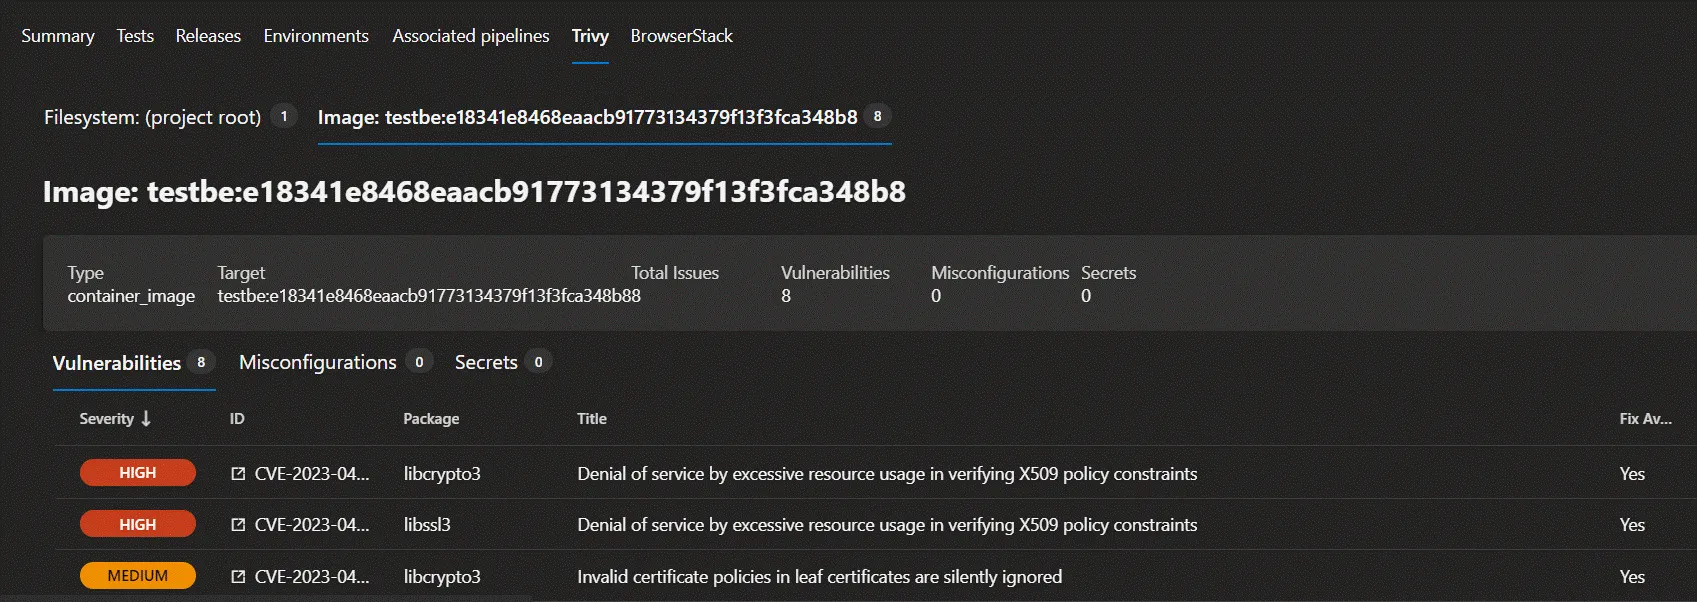 Summary Tests Releases Environments Associated pipelines Trivy BrowserStack
Filesystem: (project root) 1 Image: testbe:e18341e8468eaacb91773134379f13f3fca348b8 8
Image: testbe:e18341e8468eaacb91773134379f13f3fca348b8
Type Target Total Issues Vulnerabilities Misconfigurations Secrets
container_image testbe:e18341e8468eaacb91773134379f13f3fca348b88 8 0 0
Vulnerabilities 8 Misconfigurations 0 Secrets 0
Severity ↓ ID Package Title Fix Av...
HIGH CVE-2023-04... libcrypto3 Denial of service by excessive resource usage in verifying X509 policy constraints Yes
HIGH CVE-2023-04... libssl3 Denial of service by excessive resource usage in verifying X509 policy constraints Yes
MEDIUM CVE-2023-04... libcrypto3 Invalid certificate policies in leaf certificates are silently ignored Yes